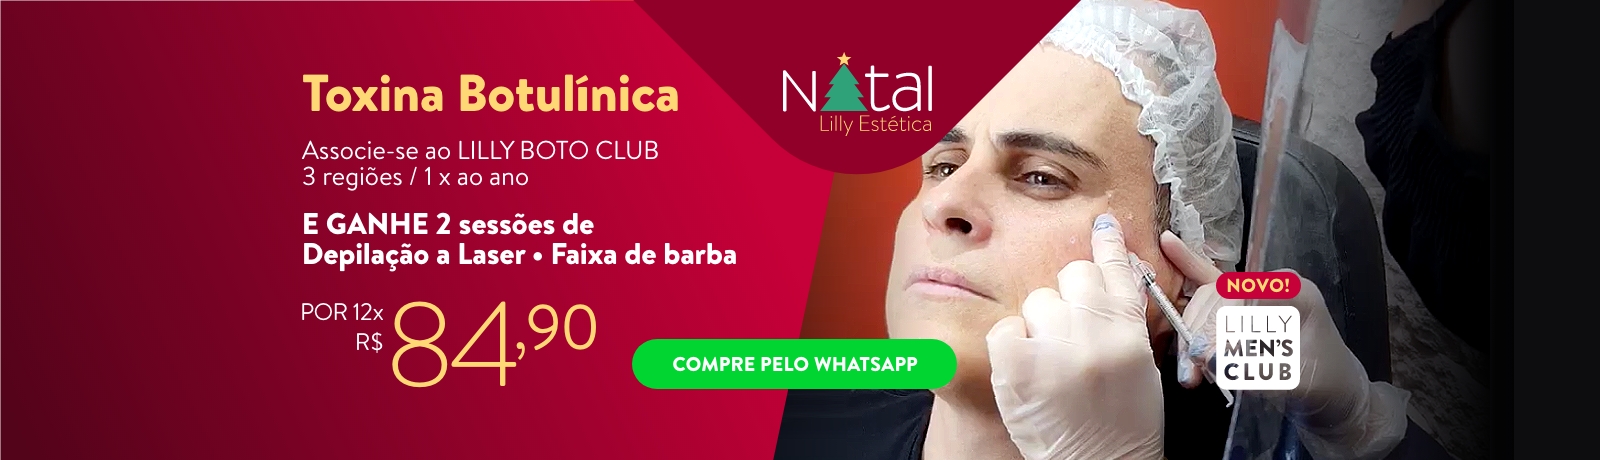 Toxina Botulínica
Associe-se ao LILLY BOTO CLUB
3 regiões / 1 x ao ano
E GANHE 2 sessões de
Depilação a Laser • Faixa de barba
POR 12x
R$ 84,90
COMPRE PELO WHATSAPP
Natal
Lilly Estética
NOVO!
LILLY
MEN'S
CLUB